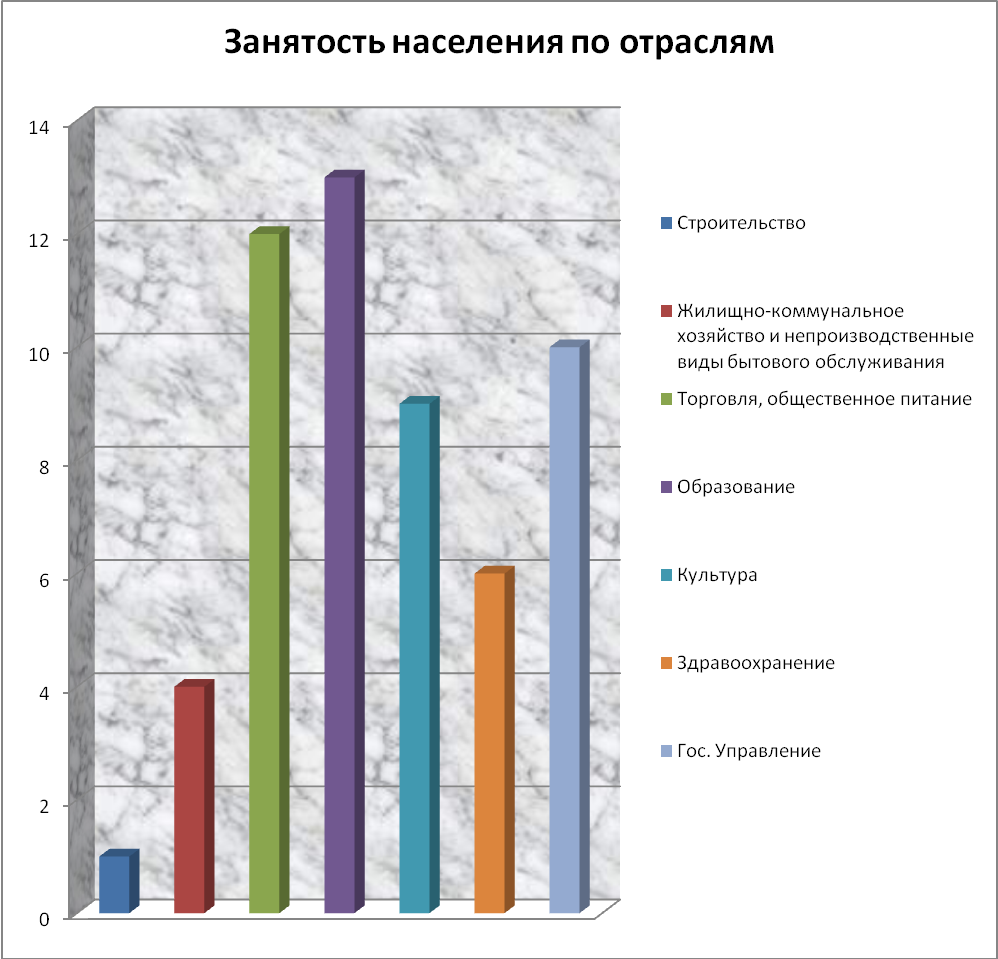 Занятость населения по отраслям
14
12
10
8
6
4
2
0
Строительство
Жилищно-коммунальное
хозяйство и непроизводственные
виды бытового обслуживания
Торговля, общественное питание
Образование
Культура
Здравоохранение
Гос. Управление